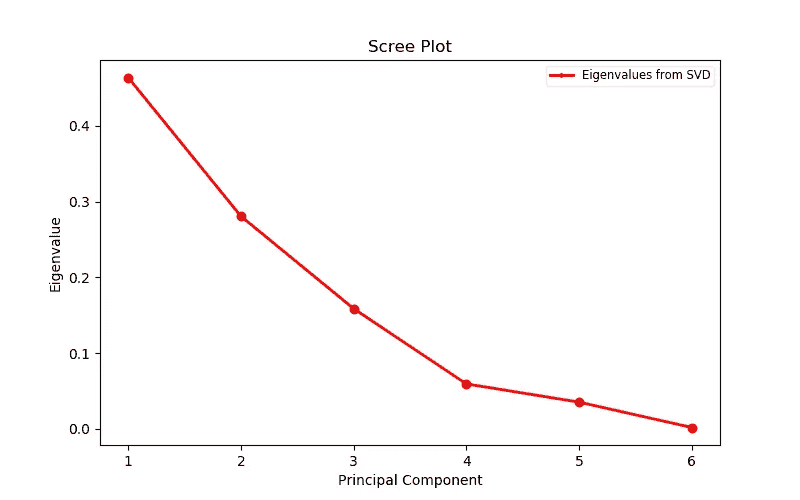 Scree Plot
Eigenvalues from SVD
Eigenvalue
0.4
0.3
0.2
0.1
0.0
1 2 3 4 5 6
Principal Component